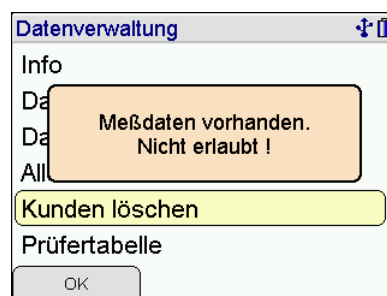 Datenverwaltung
Info
Da
Meßdaten vorhanden.
Da
Nicht erlaubt !
All
Kunden löschen
Prüfertabelle
OK